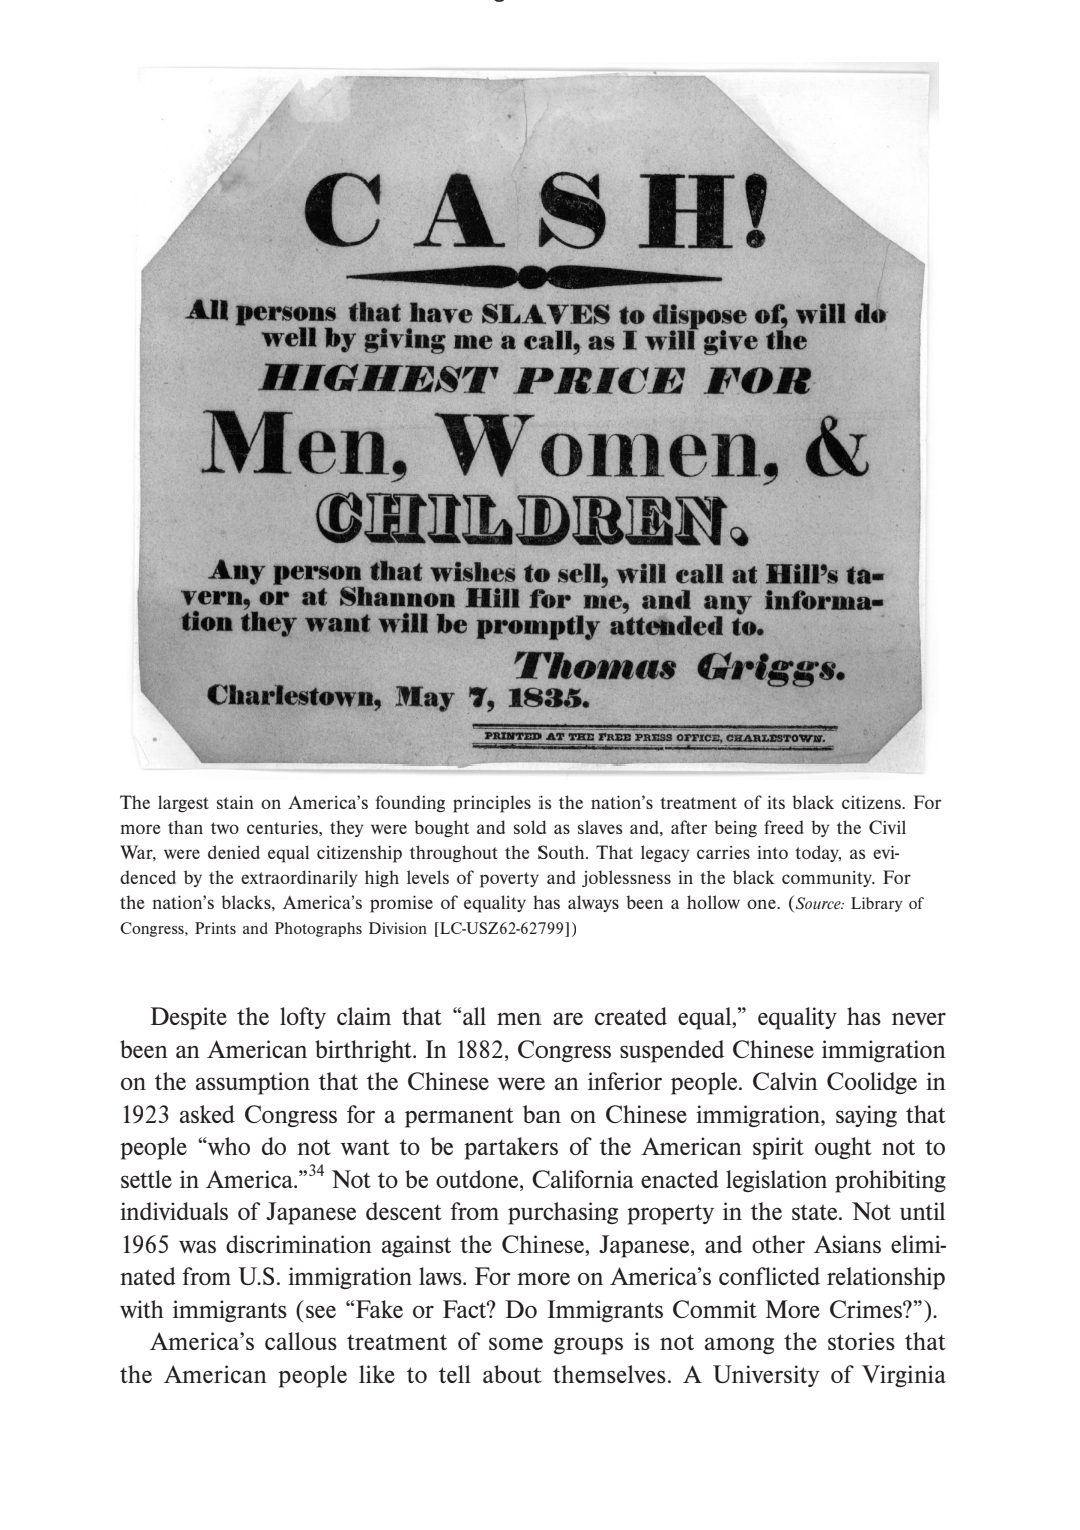 CASH!
All persons that have SLAVES to dispose of, will do
well by giving me a call, as I will give the
HIGHEST PRICE FOR
Men, Women, &
CHILDREN.
Any person that wishes to sell, will call at Hill's ta-
vern, or at Shannon Hill for me, and any informa-
tion they want will be promptly attended to.
Thomas Griggs.
Charlestown, May 7, 1835.
PRINTED AT THE FREE PRESS OFFICE, CHARLESTOWN.
The largest stain on America’s founding principles is the nation’s treatment of its black citizens. For
more than two centuries, they were bought and sold as slaves and, after being freed by the Civil
War, were denied equal citizenship throughout the South. That legacy carries into today, as evi-
denced by the extraordinarily high levels of poverty and joblessness in the black community. For
the nation’s blacks, America’s promise of equality has always been a hollow one. (Source: Library of
Congress, Prints and Photographs Division [LC-USZ62-62799])
Despite the lofty claim that “all men are created equal,” equality has never
been an American birthright. In 1882, Congress suspended Chinese immigration
on the assumption that the Chinese were an inferior people. Calvin Coolidge in
1923 asked Congress for a permanent ban on Chinese immigration, saying that
people “who do not want to be partakers of the American spirit ought not to
settle in America.”34 Not to be outdone, California enacted legislation prohibiting
individuals of Japanese descent from purchasing property in the state. Not until
1965 was discrimination against the Chinese, Japanese, and other Asians elimi-
nated from U.S. immigration laws. For more on America’s conflicted relationship
with immigrants (see “Fake or Fact? Do Immigrants Commit More Crimes?”).
America’s callous treatment of some groups is not among the stories that
the American people like to tell about themselves. A University of Virginia